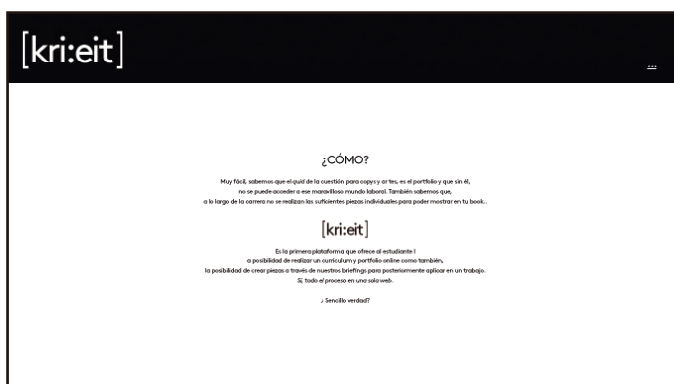 [kri:eit]
...
¿CÓMO?
Muy fácil, sabemos que el quid de la cuestión para copys y artes, es el portfolio y que sin él,
no se puede acceder a ese maravilloso mundo laboral. También sabemos que,
a lo largo de la carrera no se realizan las suficientes piezas individuales para poder mostrar en tu book..
[kri:eit]
Es la primera plataforma que ofrece al estudiante l
a posibilidad de realizar un curriculum y portfolio online como también,
la posibilidad de crear piezas a través de nuestros briefings para posteriormente aplicar en un trabajo.
Sí, todo el proceso en una sola web.
¿ Sencillo verdad?